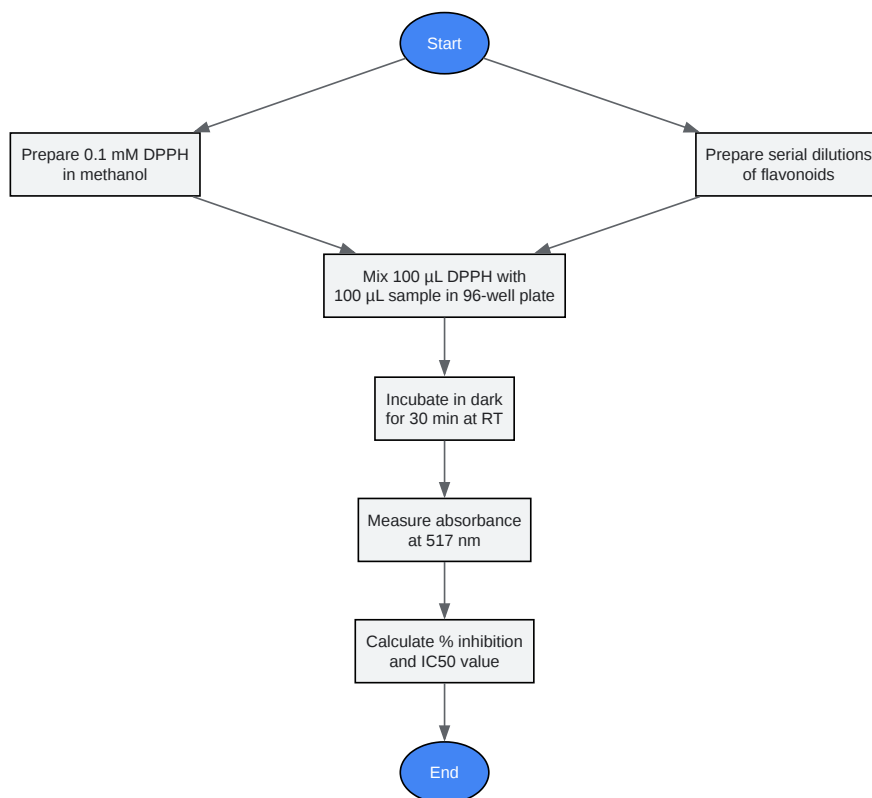 Start
Prepare 0.1 mM DPPH
in methanol
Prepare serial dilutions
of flavonoids
Mix 100 µL DPPH with
100 µL sample in 96-well plate
Incubate in dark
for 30 min at RT
Measure absorbance
at 517 nm
Calculate % inhibition
and IC50 value
End